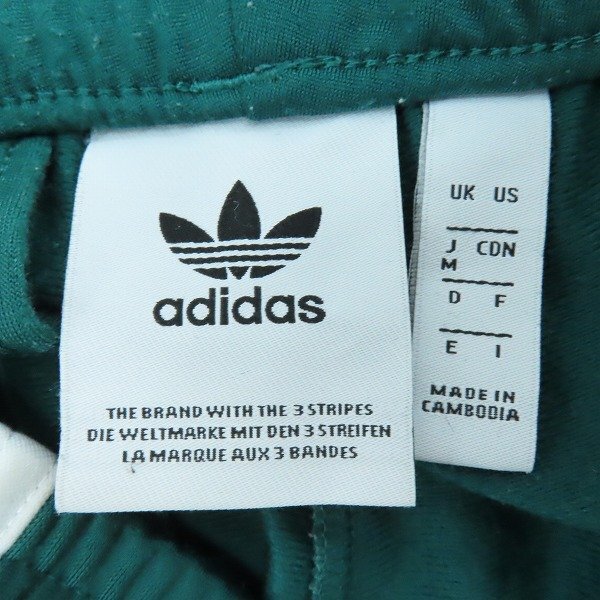 adidas
THE BRAND WITH THE 3 STRIPES
DIE WELTMARKE MIT DEN 3 STREIFEN
LA MARQUE AUX 3 BANDES
UK US
J CDN
M
D F
E I
MADE IN
CAMBODIA